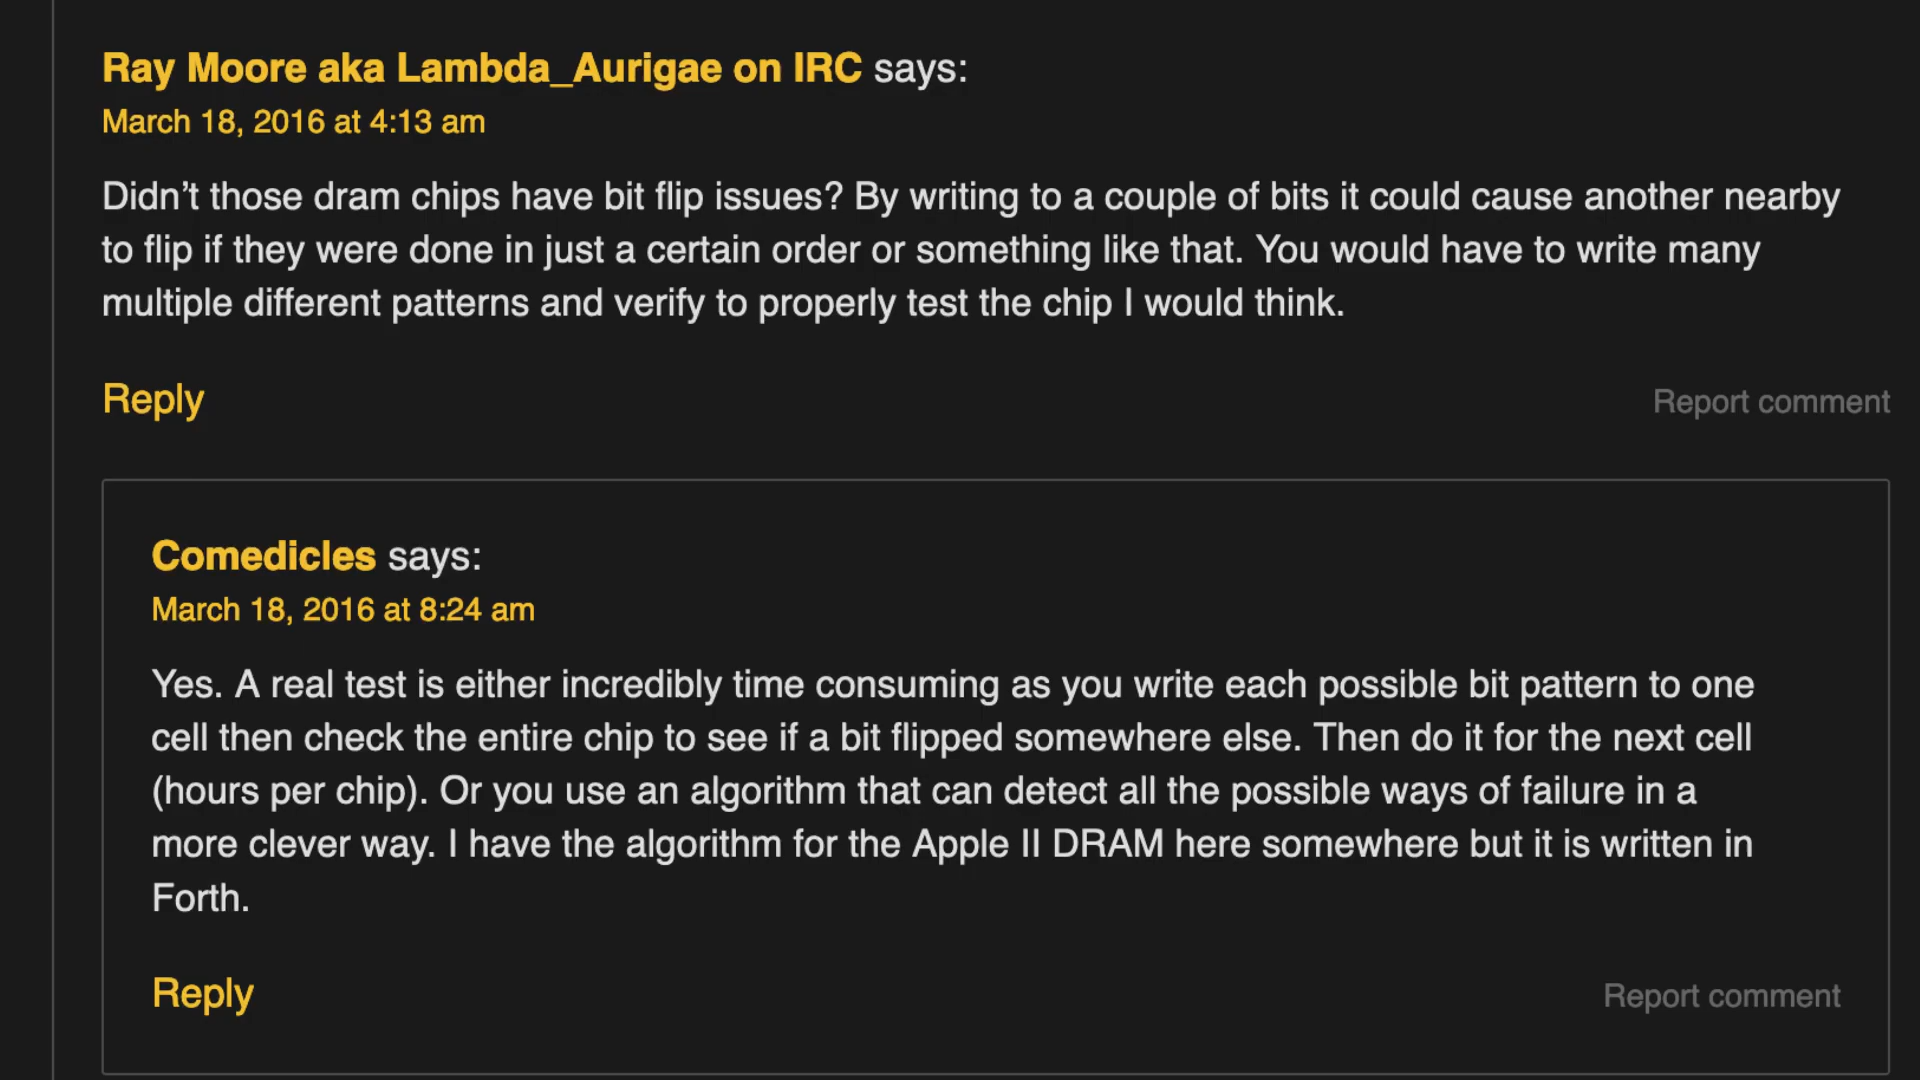 Ray Moore aka Lambda_Aurigae on IRC says:
March 18, 2016 at 4:13 am
Didn’t those dram chips have bit flip issues? By writing to a couple of bits it could cause another nearby
to flip if they were done in just a certain order or something like that. You would have to write many
multiple different patterns and verify to properly test the chip I would think.
Reply
Report comment
Comedicles says:
March 18, 2016 at 8:24 am
Yes. A real test is either incredibly time consuming as you write each possible bit pattern to one
cell then check the entire chip to see if a bit flipped somewhere else. Then do it for the next cell
(hours per chip). Or you use an algorithm that can detect all the possible ways of failure in a
more clever way. I have the algorithm for the Apple II DRAM here somewhere but it is written in
Forth.
Reply
Report comment